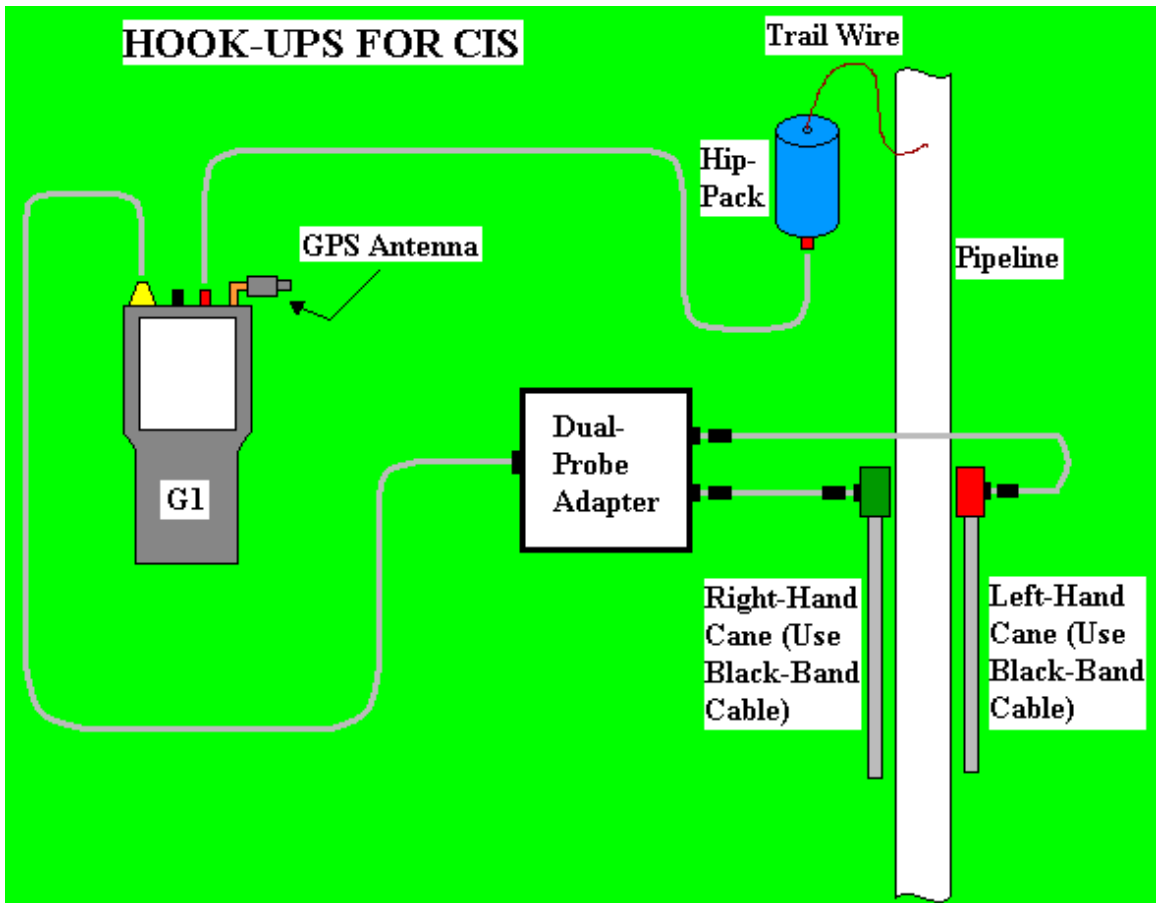 HOOK-UPS FOR CIS
Trail Wire
Hip-
Pack
GPS Antenna
Pipeline
G1
Dual-
Probe
Adapter
Right-Hand
Cane (Use
Black-Band
Cable)
Left-Hand
Cane (Use
Black-Band
Cable)